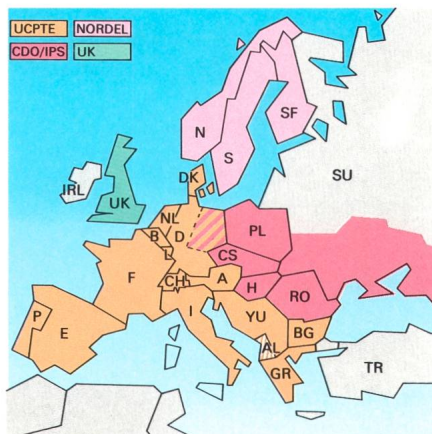 UCPTE NORDEL
CDO/IPS UK
N
S
SF
SU
IRL
UK
DK
NL
B
D
L
PL
CS
F
CH
A
H
RO
I
YU
BG
P
E
AL
GR
TR